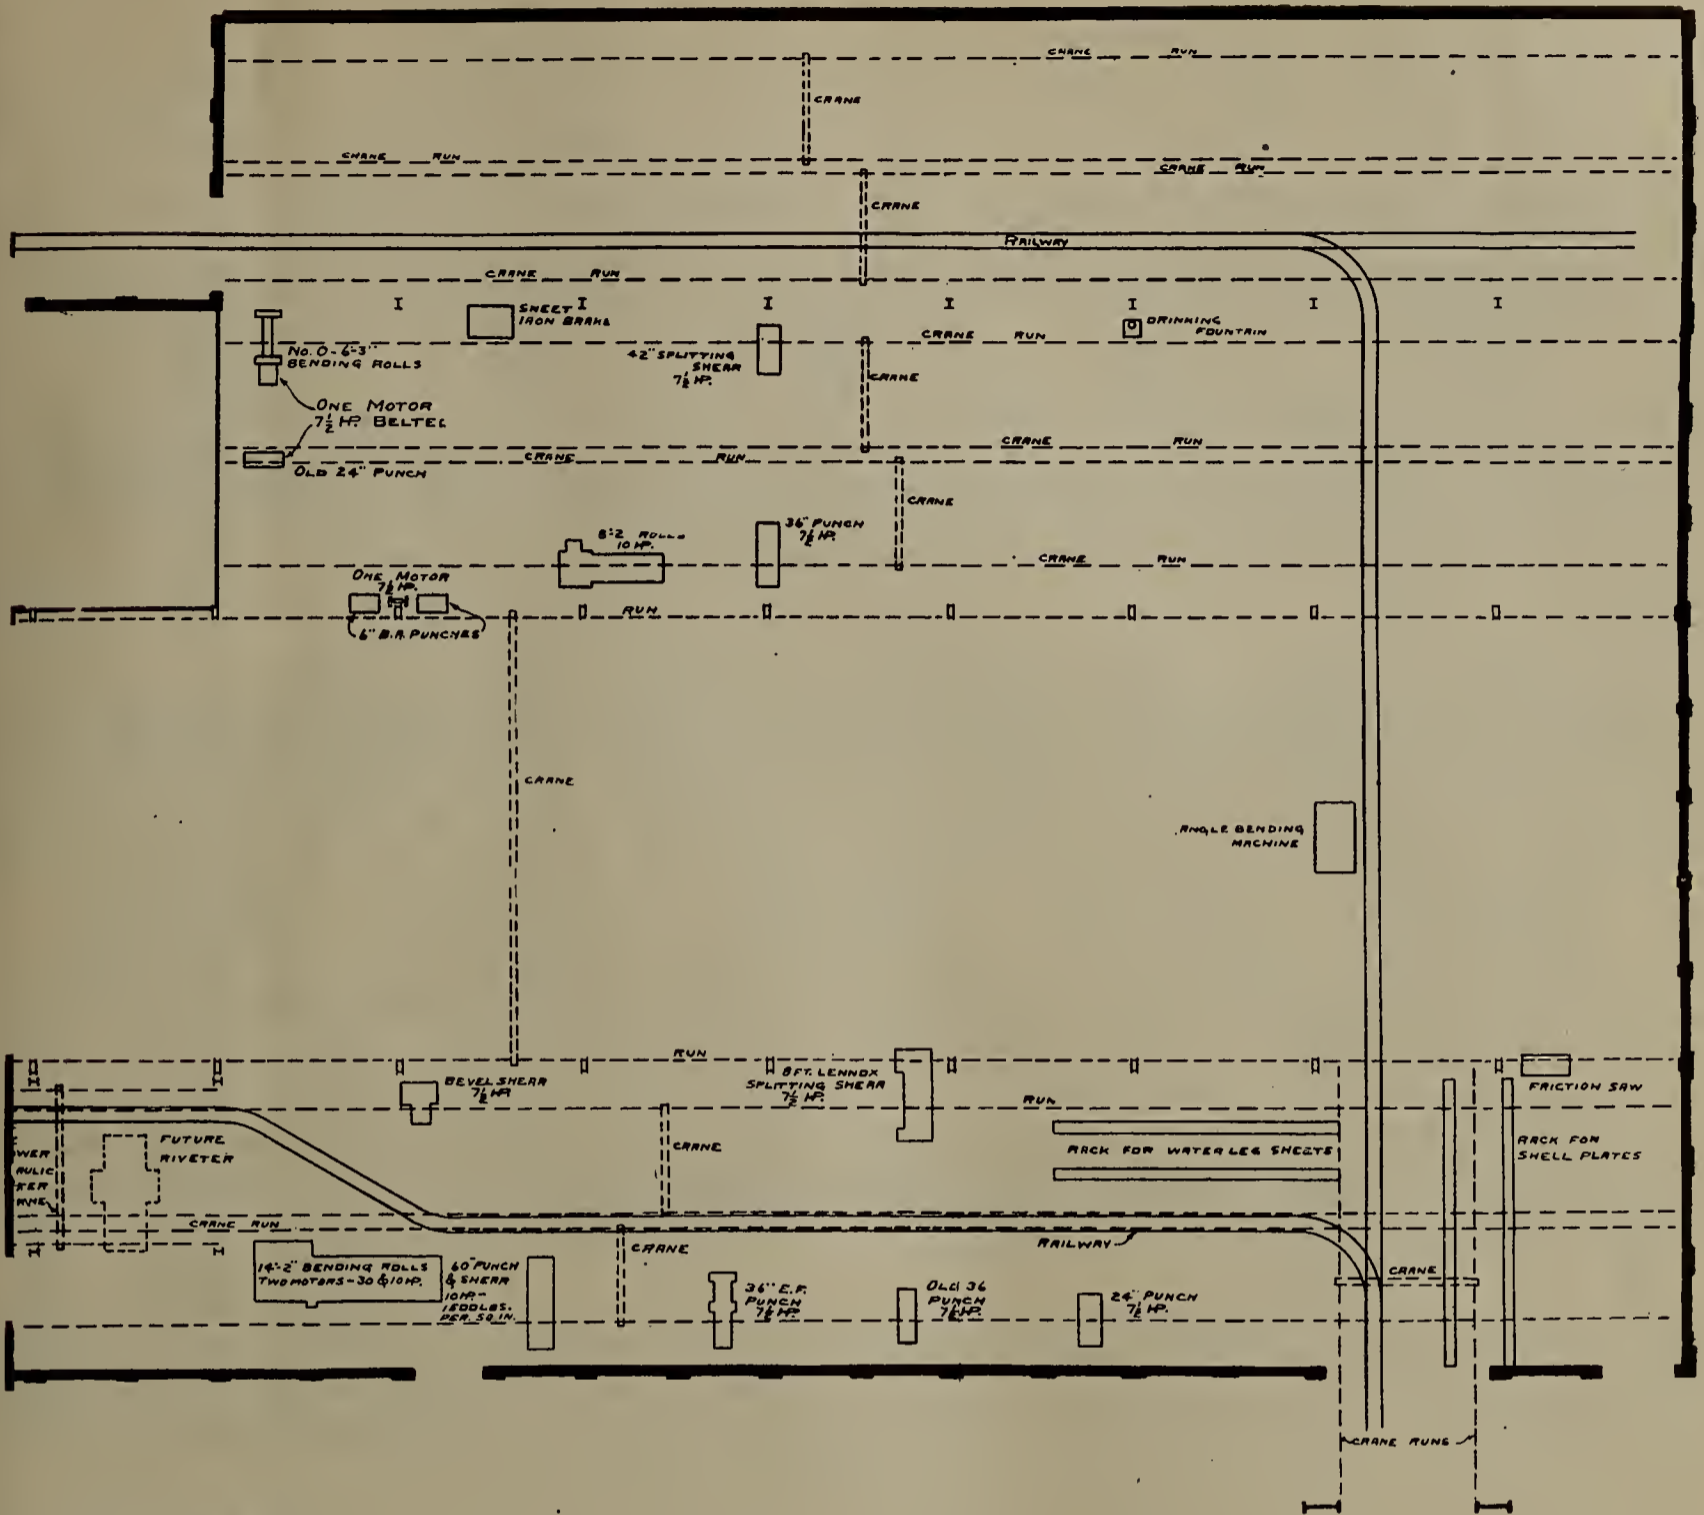 CRANE RUN
CRANE
CRANE RUN
CRANE RUN
CRANE
RAILWAY
CRANE RUN
SHEET
IRON BRAKE
DRINKING
FOUNTAIN
CRANE RUN
No. 0-6'-3"
BENDING ROLLS
42" SPLITTING
SHEAR
7½ HP.
CRANE
ONE MOTOR
7½ HP. BELTED
CRANE RUN
CRANE RUN
OLD 24" PUNCH
CRANE
36" PUNCH
7½ HP.
8'-2 ROLLS
10 HP.
CRANE RUN
ONE MOTOR
7½ HP.
RUN
6" B.A. PUNCHES
CRANE
ANGLE BENDING
MACHINE
RUN
8 FT. LENNOX
SPLITTING SHEAR
7½ HP.
BEVEL SHEAR
7½ HP.
FRICTION SAW
RUN
FUTURE
RIVETER
CRANE
RACK FOR WATER LEG SHEETS
RACK FOR
SHELL PLATES
WER
AULIC
KER
ANE
CRANE RUN
CRANE
RAILWAY
14'-2" BENDING ROLLS
TWO MOTORS-30 & 10 HP.
60" PUNCH
& SHEAR
10 HP.-
1500 LBS.
PER. SQ. IN.
CRANE
36" E.F.
PUNCH
7½ HP.
OLD 36
PUNCH
7½ HP.
24" PUNCH
7½ HP.
CRANE RUNS